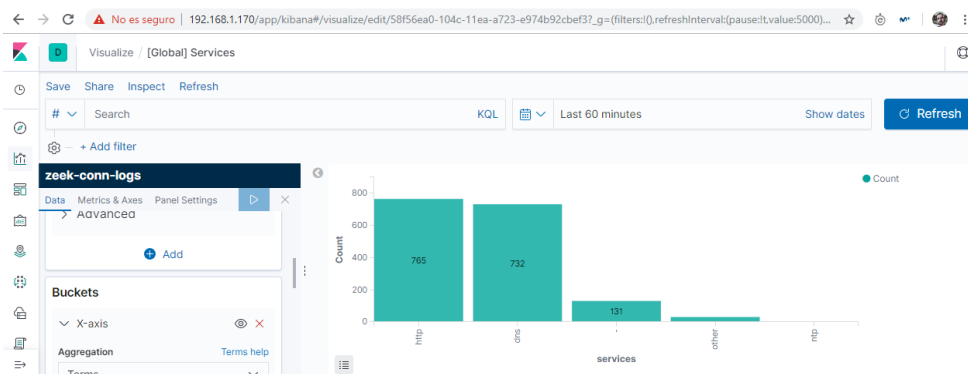 No es seguro | 192.168.1.170/app/kibana#/visualize/edit/58f56ea0-104c-11ea-a723-e974b92cbef3?_g=(filters:!(),refreshInterval:(pause:!t,value:5000)...
D Visualize / [Global] Services
Save Share Inspect Refresh
# Search KQL Last 60 minutes Show dates Refresh
+ Add filter
zeek-conn-logs
Data Metrics & Axes Panel Settings
Advanced
Add
Buckets
X-axis
Aggregation Terms help
Terms
Count
800
600
400
200
0
Count
765
732
131
http
dns
-
other
ntp
services